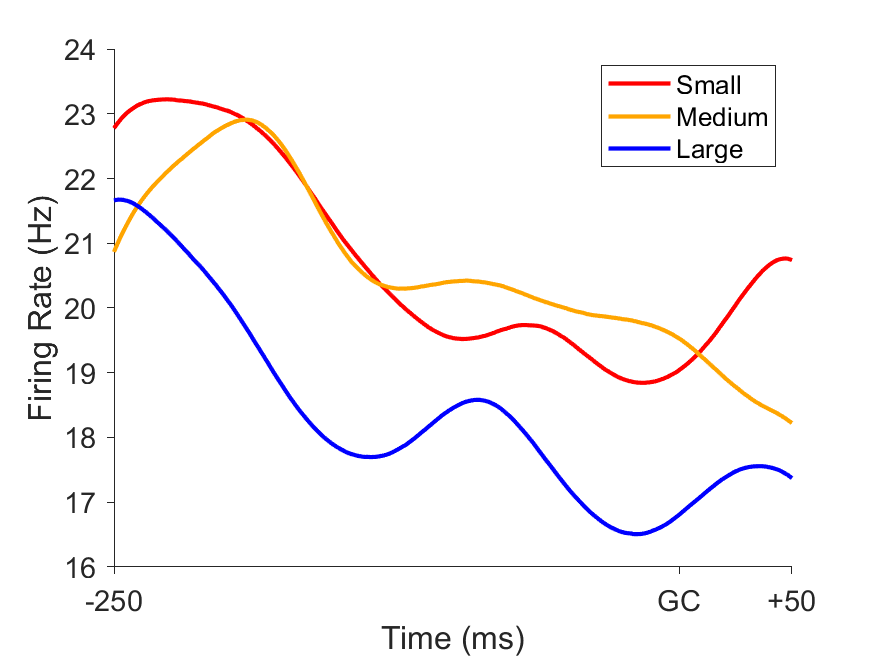 24
23
22
21
20
19
18
17
16
Firing Rate (Hz)
Small
Medium
Large
-250
GC
+50
Time (ms)